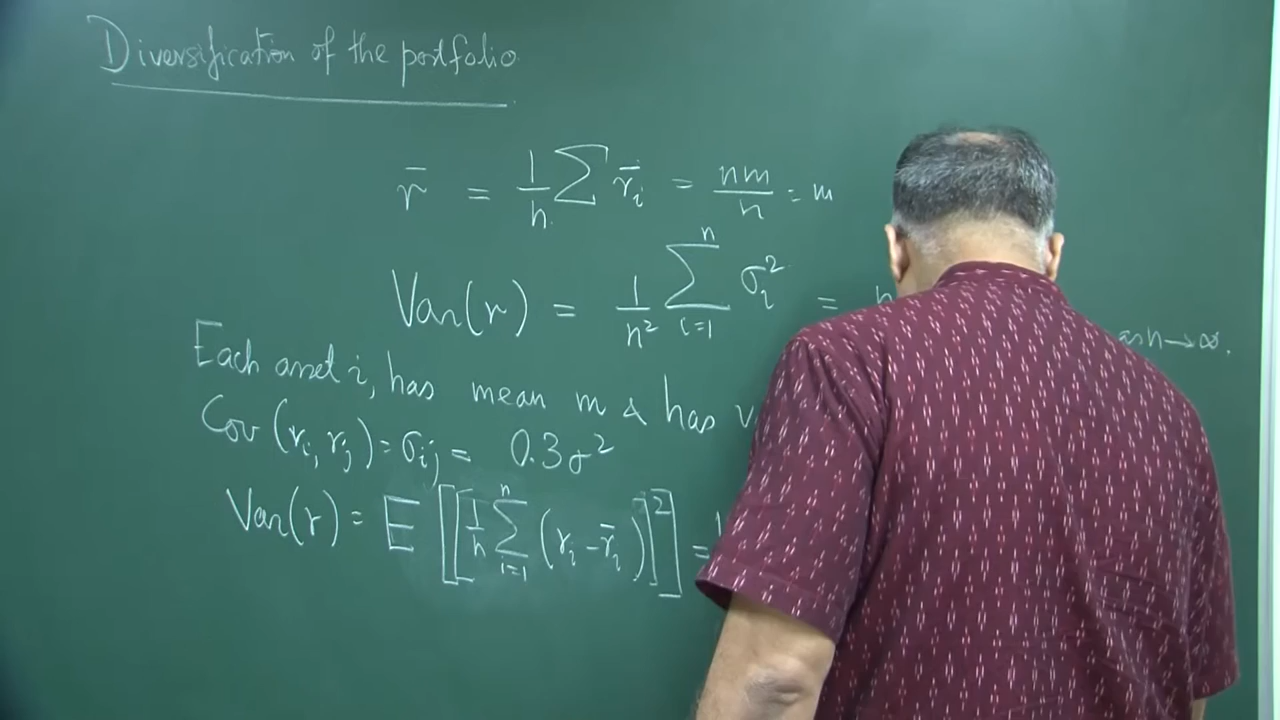 Diversification of the portfolio
r̄ = 1/n ∑ r̄ᵢ = nm/n = m
Var(r) = 1/n² ∑ᵢ₌₁ⁿ σᵢ² = as n → ∞.
Each asset i, has mean m & has
Cov(rᵢ, rⱼ) = σᵢⱼ = 0.3σ²
Var(r) = E[[1/n ∑ᵢ₌₁ⁿ (rᵢ - r̄ᵢ)]²] =